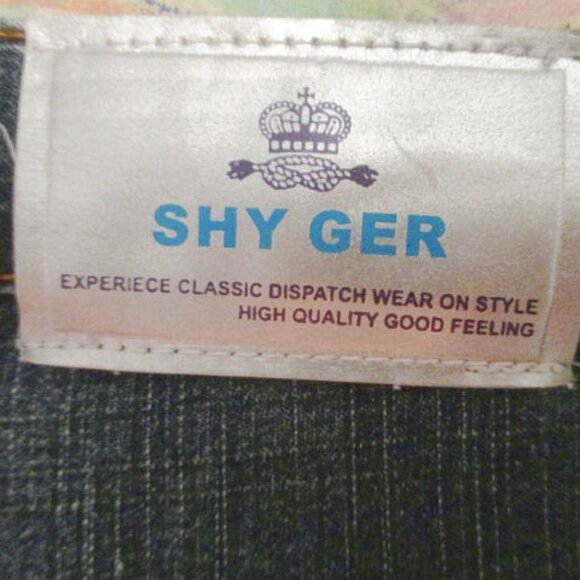 SHY GER
EXPERIECE CLASSIC DISPATCH WEAR ON STYLE
HIGH QUALITY GOOD FEELING